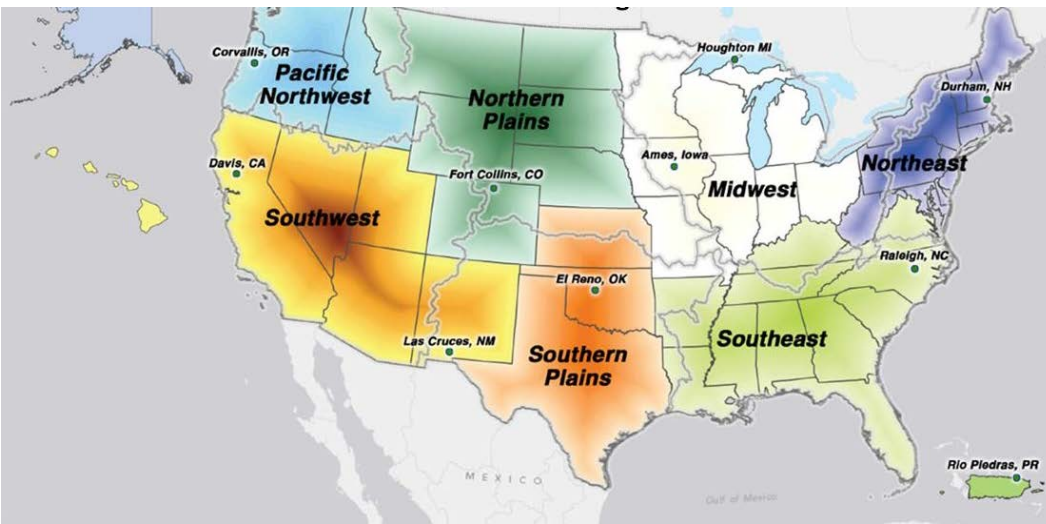 Houghton MI
Corvallis, OR
Pacific
Northwest
Durham, NH
Northern
Plains
Davis, CA
Ames, Iowa
Northeast
Fort Collins, CO
Midwest
Southwest
Raleigh, NC
El Reno, OK
Las Cruces, NM
Southeast
Southern
Plains
Rio Piedras, PR
MEXICO
Gulf of Mexico